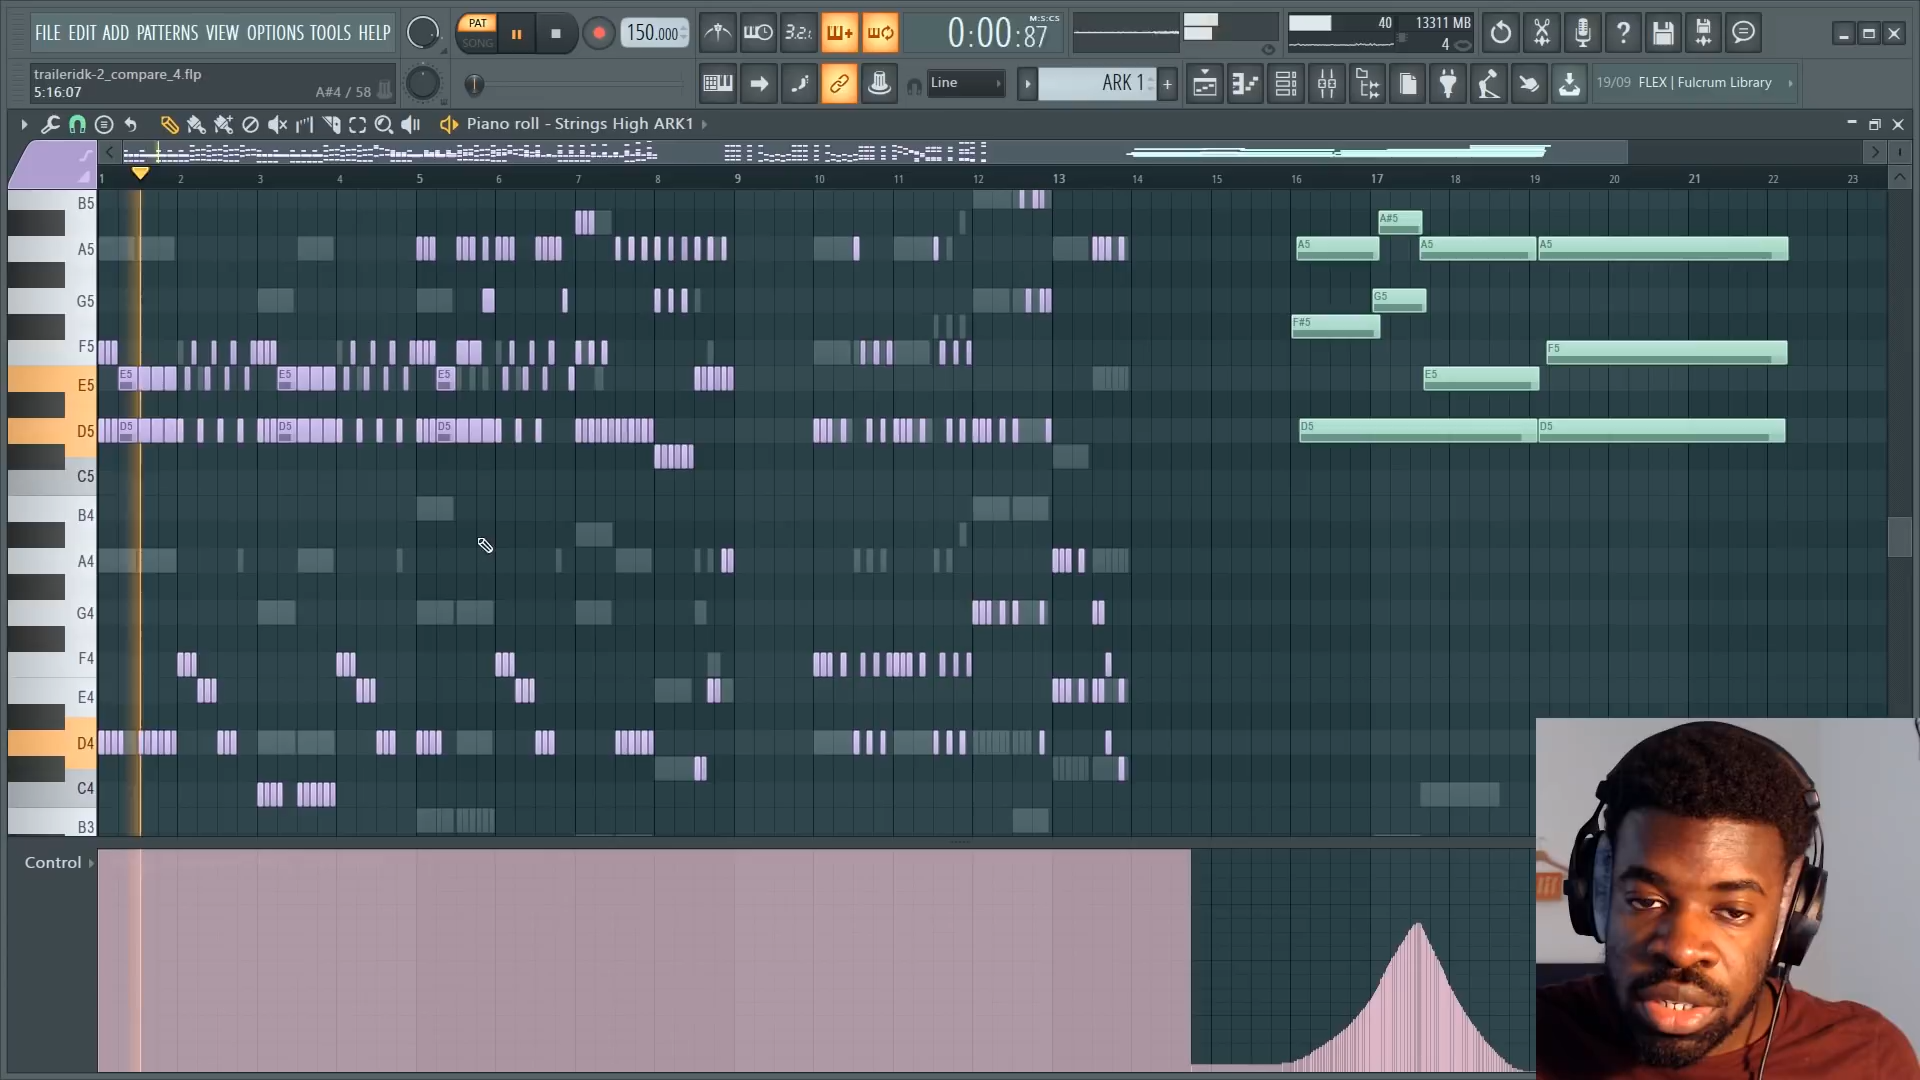 FILE EDIT ADD PATTERNS VIEW OPTIONS TOOLS HELP
PAT
SONG
150.000
3.2.:
0:00:87
M:S:CS
40
13311 MB
4
traileridk-2_compare_4.flp
5:16:07
A#4 / 58
Line
ARK 1
19/09 FLEX | Fulcrum Library
Piano roll - Strings High ARK1
1 2 3 4 5 6 7 8 9 10 11 12 13 14 15 16 17 18 19 20 21 22 23
B5
A#5
A5
A5
A5
A5
G5
G5
F#5
F5
F5
E5
E5
E5
E5
E5
D5
D5
D5
D5
D5
D5
C5
B4
A4
G4
F4
E4
D4
C4
B3
Control